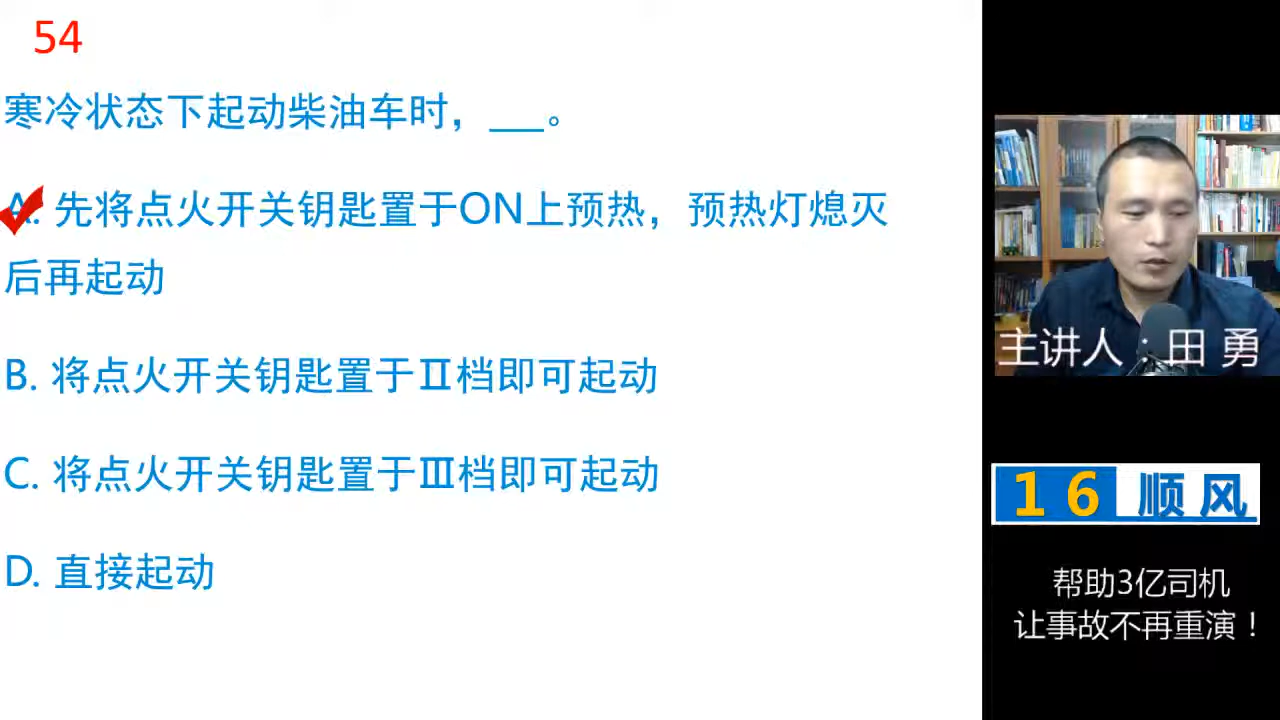 54
寒冷状态下起动柴油车时，___。
A. 先将点火开关钥匙置于ON上预热，预热灯熄灭
后再起动
B. 将点火开关钥匙置于Ⅱ档即可起动
C. 将点火开关钥匙置于Ⅲ档即可起动
D. 直接起动
主讲人：田 勇
16 顺风
帮助3亿司机
让事故不再重演！